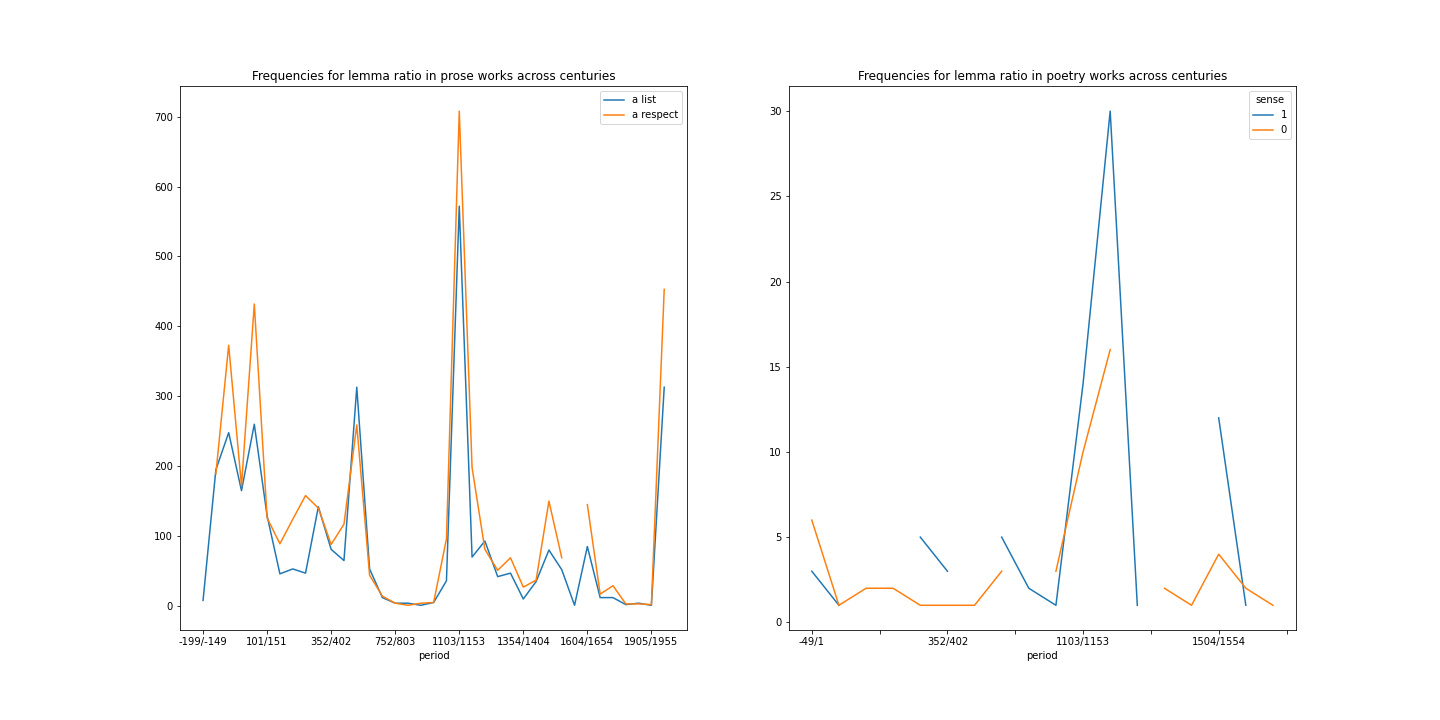 Frequencies for lemma ratio in prose works across centuries
a list
a respect
700
600
500
400
300
200
100
0
-199/-149 101/151 352/402 752/803 1103/1153 1354/1404 1604/1654 1905/1955
period
Frequencies for lemma ratio in poetry works across centuries
sense
1
0
30
25
20
15
10
5
0
-49/1 352/402 1103/1153 1504/1554
period